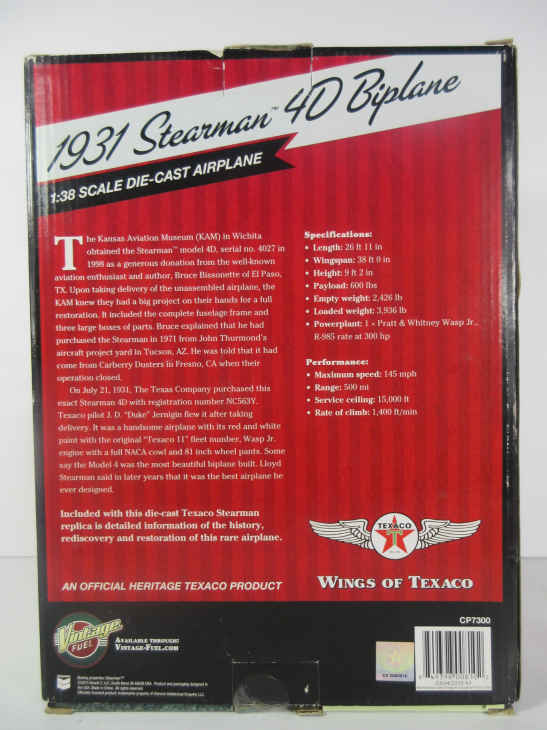 1931 Stearman™ 4D Biplane
1:38 SCALE DIE-CAST AIRPLANE
The Kansas Aviation Museum (KAM) in Wichita
obtained the Stearman™ model 4D, serial no. 4027 in
1998 as a generous donation from the well-known
aviation enthusiast and author, Bruce Bissonette of El Paso,
TX. Upon taking delivery of the unassembled airplane, the
KAM knew they had a big project on their hands for a full
restoration. It included the complete fuselage frame and
three large boxes of parts. Bruce explained that he had
purchased the Stearman in 1971 from John Thurmond's
aircraft project yard in Tucson, AZ. He was told that it had
come from Carberry Dusters in Fresno, CA when their
operation closed.
On July 21, 1931, The Texas Company purchased this
exact Stearman 4D with registration number NC563Y.
Texaco pilot J. D. "Duke" Jernigin flew it after taking
delivery. It was a handsome airplane with its red and white
paint with the original "Texaco 11" fleet number, Wasp Jr.
engine with a full NACA cowl and 81 inch wheel pants. Some
say the Model 4 was the most beautiful biplane built. Lloyd
Stearman said in later years that it was the best airplane he
ever designed.
Included with this die-cast Texaco Stearman
replica is detailed information of the history,
rediscovery and restoration of this rare airplane.
Specifications:
• Length: 26 ft 11 in
• Wingspan: 38 ft 0 in
• Height: 9 ft 2 in
• Payload: 600 lbs
• Empty weight: 2,426 lb
• Loaded weight: 3,936 lb
• Powerplant: 1 × Pratt & Whitney Wasp Jr.,
R-985 rate at 300 hp
Performance:
• Maximum speed: 145 mph
• Range: 500 mi
• Service ceiling: 15,000 ft
• Rate of climb: 1,400 ft/min
TEXACO
T
WINGS OF TEXACO
AN OFFICIAL HERITAGE TEXACO PRODUCT
Vintage
FUEL
AVAILABLE THROUGH:
VINTAGE-FUEL.COM
CP7300